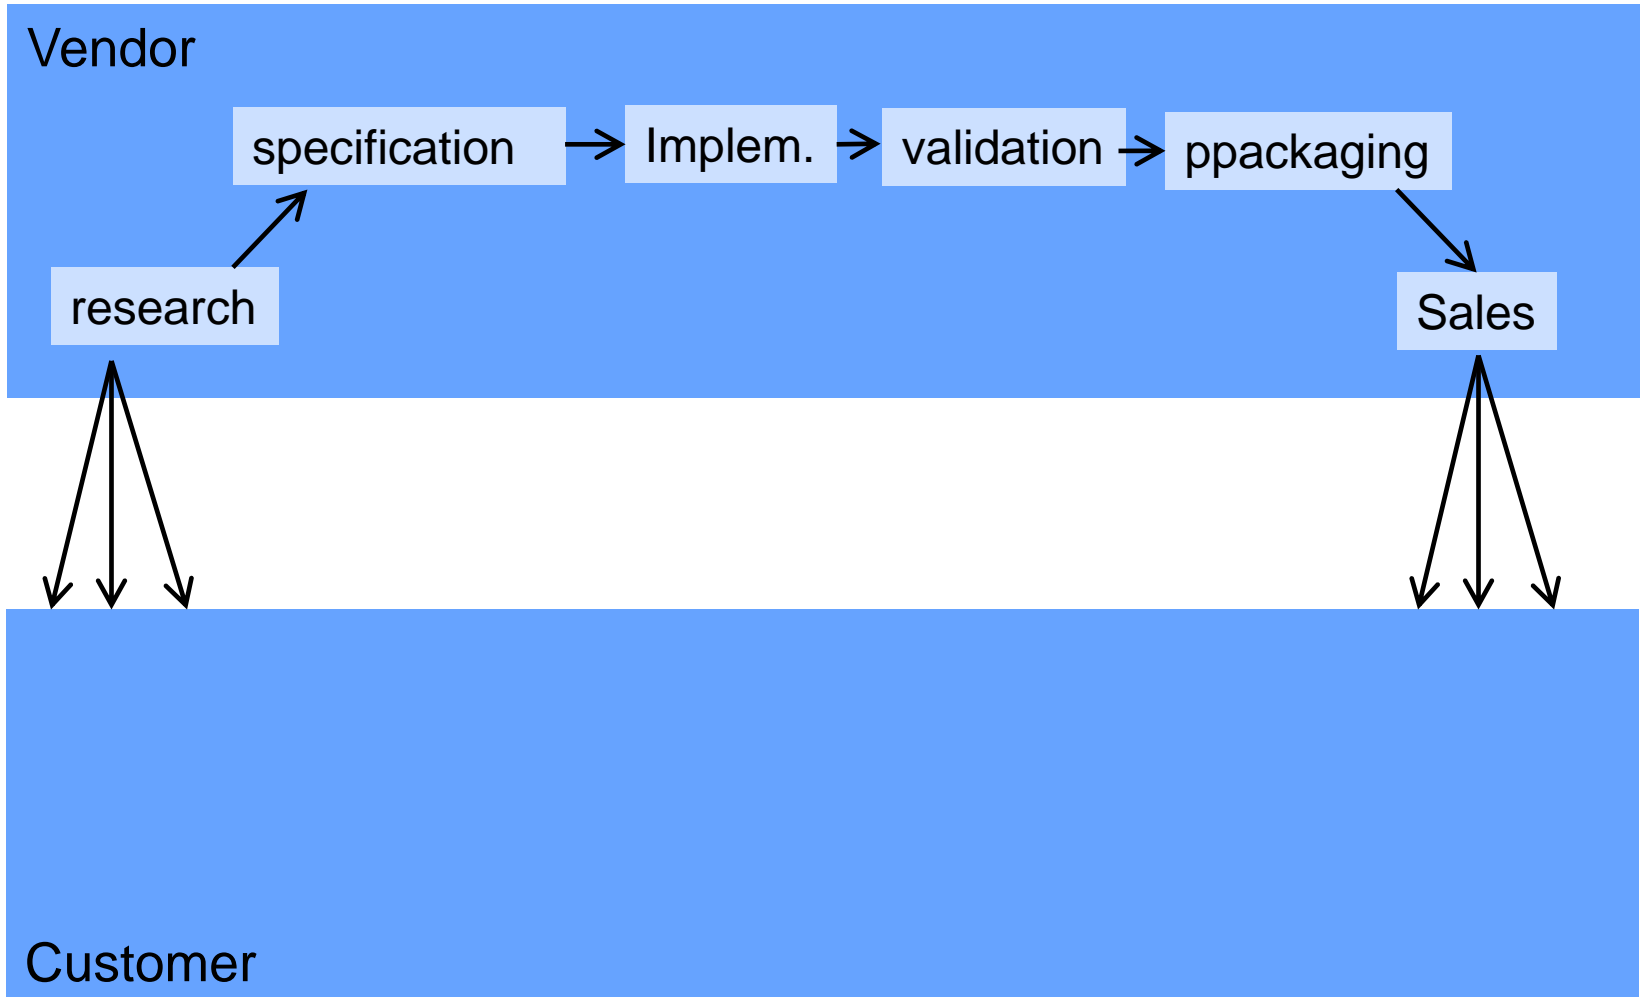 Vendor
specification
Implem.
validation
ppackaging
research
Sales
Customer